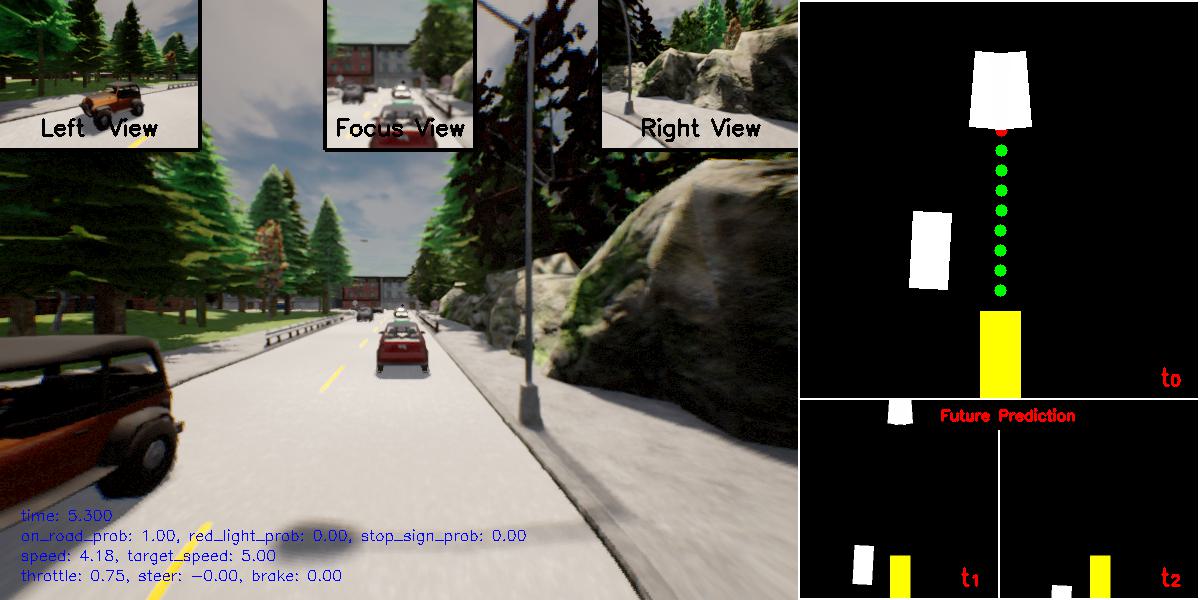 Left View
Focus View
Right View
time: 5.300
on_road_prob: 1.00, red_light_prob: 0.00, stop_sign_prob: 0.00
speed: 4.18, target_speed: 5.00
throttle: 0.75, steer: −0.00, brake: 0.00
t0
Future Prediction
t1
t2